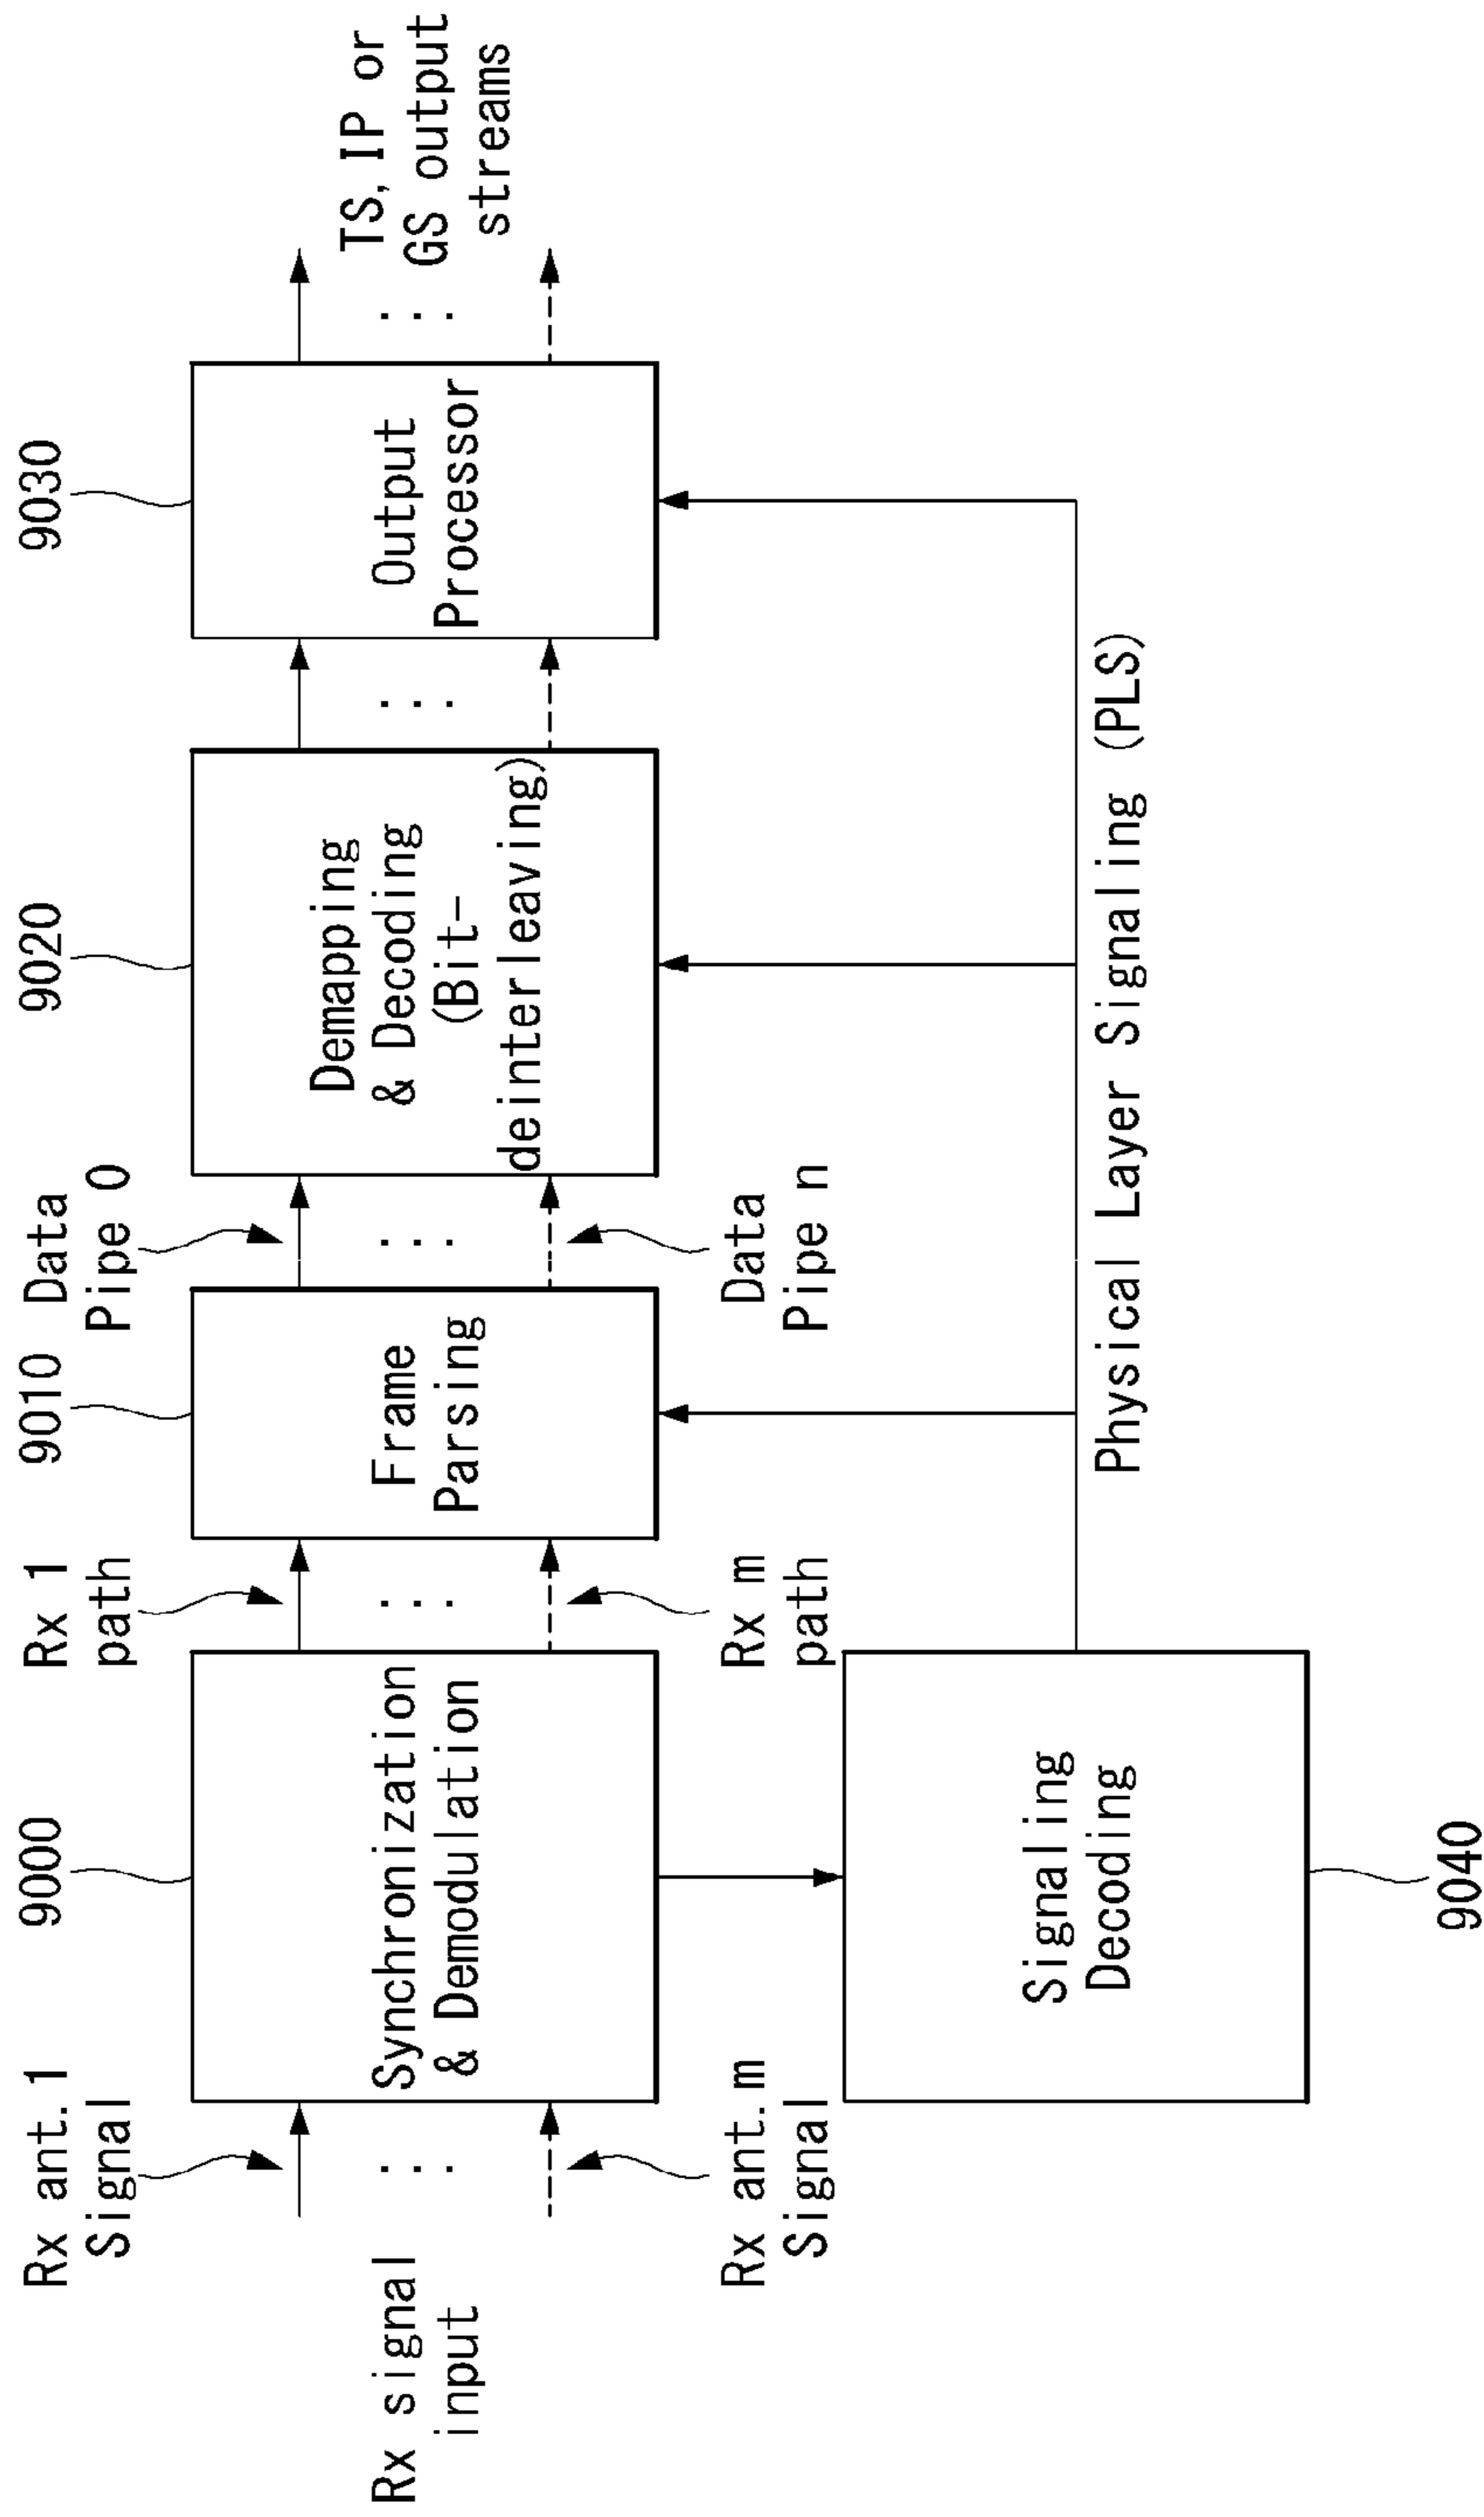 Rx signal
input
Rx ant.1
Signal
Rx ant.m
Signal
9000
Synchronization
& Demodulation
Rx 1
path
Rx m
path
9010
Frame
Parsing
Data
Pipe 0
Data
Pipe n
9020
Demapping
& Decoding
(Bit-
deinterleaving)
9030
Output
Processor
TS, IP or
GS output
streams
Signaling
Decoding
9040
Physical Layer Signaling (PLS)